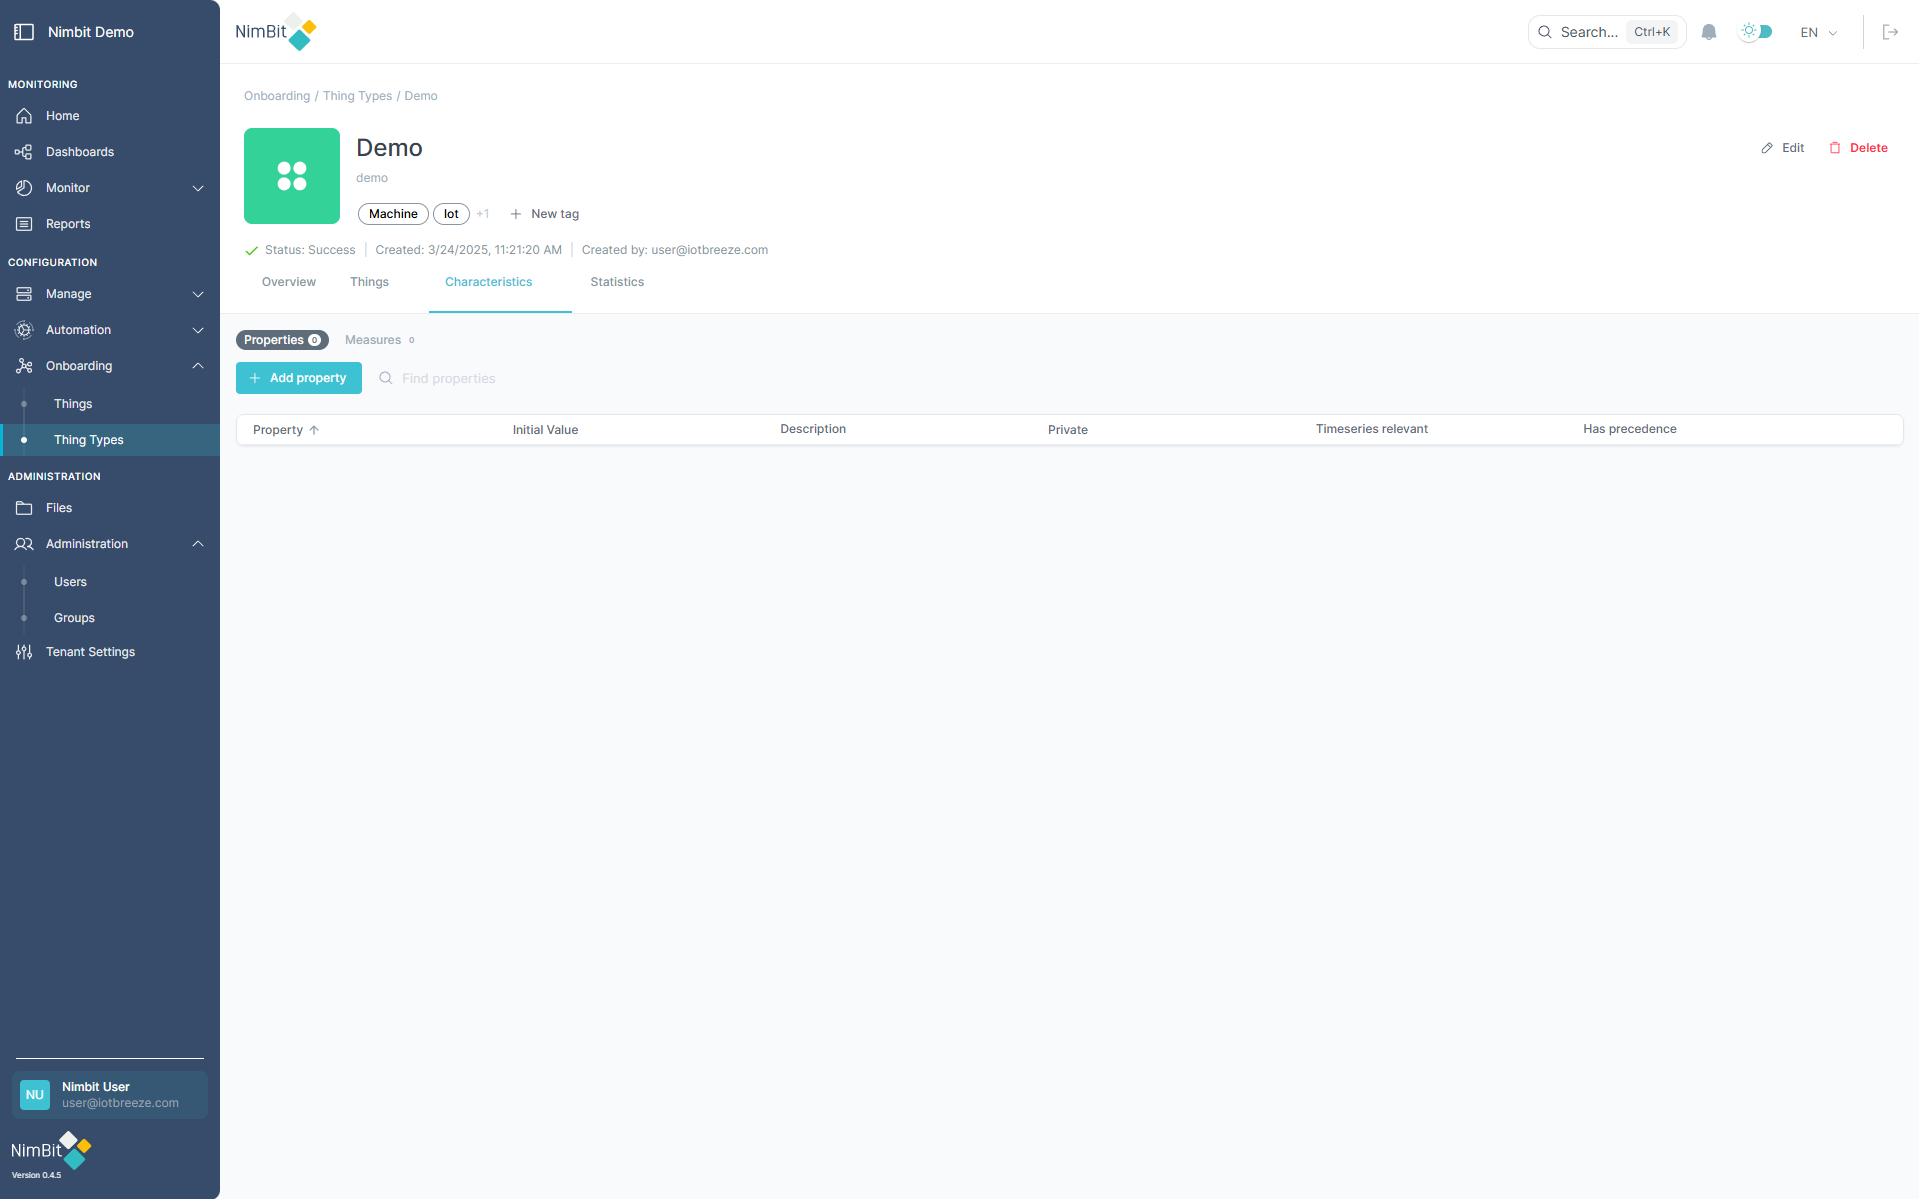 Nimbit Demo
MONITORING
Home
Dashboards
Monitor
Reports
CONFIGURATION
Manage
Automation
Onboarding
Things
Thing Types
ADMINISTRATION
Files
Administration
Users
Groups
Tenant Settings
NU
Nimbit User
user@iotbreeze.com
NimBit
Version 0.4.5
NimBit
Search... Ctrl+K
EN
Onboarding / Thing Types / Demo
Demo
demo
Edit Delete
Machine Iot +1 + New tag
Status: Success Created: 3/24/2025, 11:21:20 AM Created by: user@iotbreeze.com
Overview Things Characteristics Statistics
Properties 0 Measures 0
+ Add property Find properties
Property Initial Value Description Private Timeseries relevant Has precedence